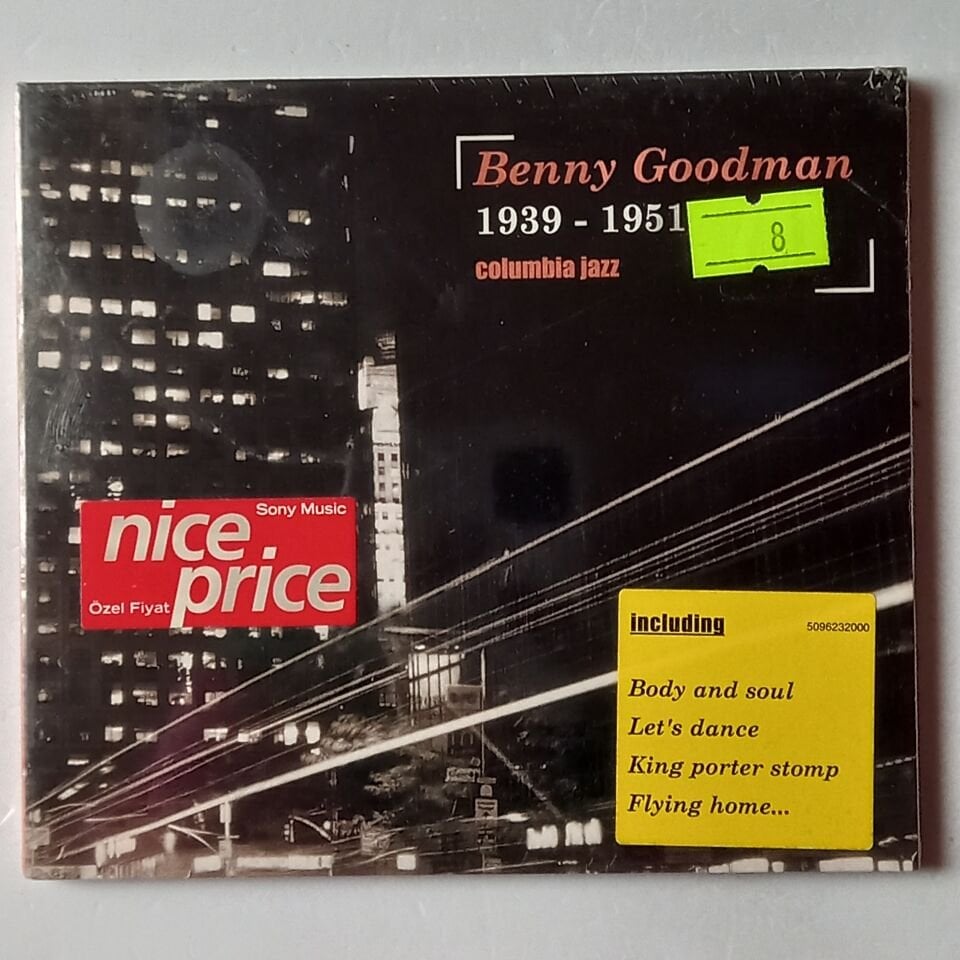 Benny Goodman
1939 - 1951
8
columbia jazz
Sony Music
nice
price
Özel Fiyat
including
5096232000
Body and soul
Let's dance
King porter stomp
Flying home...